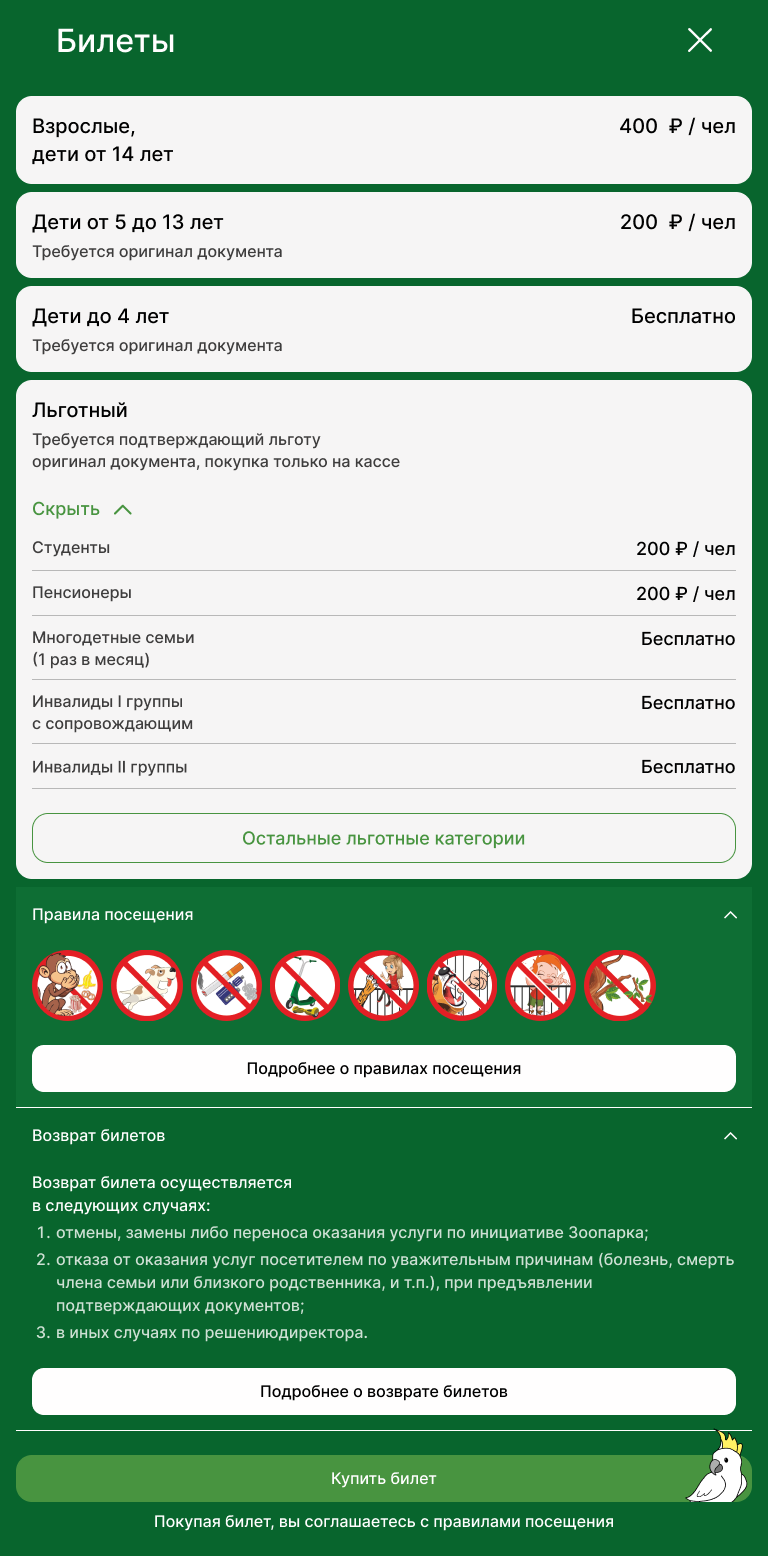 Билеты
Взрослые,
дети от 14 лет
400 ₽ / чел
Дети от 5 до 13 лет
200 ₽ / чел
Требуется оригинал документа
Дети до 4 лет
Бесплатно
Требуется оригинал документа
Льготный
Требуется подтверждающий льготу
оригинал документа, покупка только на кассе
Скрыть
Студенты
200 ₽ / чел
Пенсионеры
200 ₽ / чел
Многодетные семьи
(1 раз в месяц)
Бесплатно
Инвалиды I группы
с сопровождающим
Бесплатно
Инвалиды II группы
Бесплатно
Остальные льготные категории
Правила посещения
Подробнее о правилах посещения
Возврат билетов
Возврат билета осуществляется
в следующих случаях:
1. отмены, замены либо переноса оказания услуги по инициативе Зоопарка;
2. отказа от оказания услуг посетителем по уважительным причинам (болезнь, смерть
члена семьи или близкого родственника, и т.п.), при предъявлении
подтверждающих документов;
3. в иных случаях по решениюдиректора.
Подробнее о возврате билетов
Купить билет
Покупая билет, вы соглашаетесь с правилами посещения